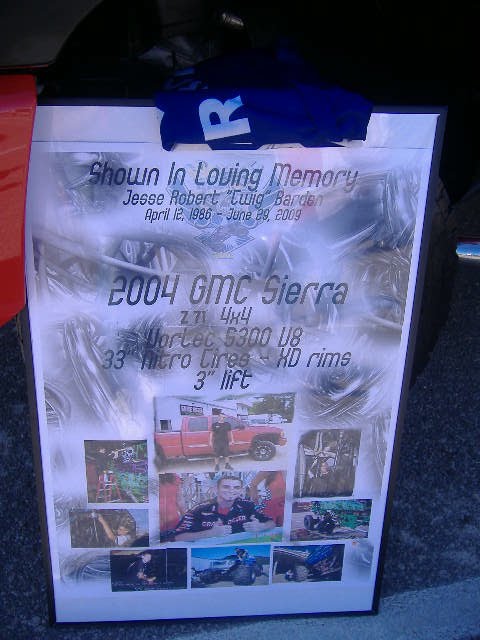 R
Shown In Loving Memory
Jesse Robert "Twig" Barden
April 12, 1986 - June 28, 2009
2004 GMC Sierra
Z71 4x4
Vortec 5300 V8
33" Nitro Tires - XD rims
3" lift